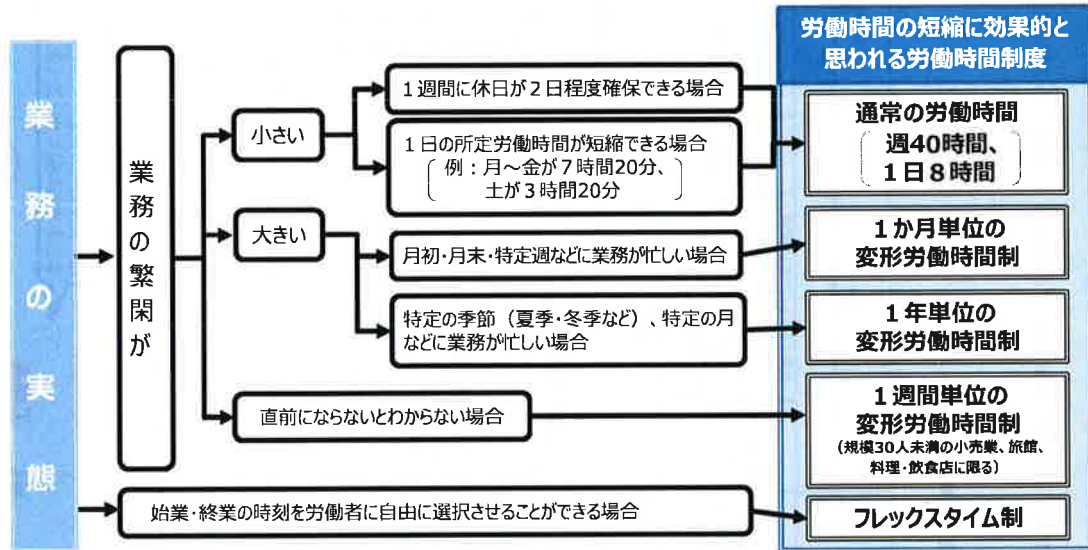 労働時間の短縮に効果的と
思われる労働時間制度
業務の実態
業務の繁閑が
小さい
1週間に休日が2日程度確保できる場合
1日の所定労働時間が短縮できる場合
例:月~金が7時間20分、
土が3時間20分
通常の労働時間
週40時間、
1日8時間
大きい
月初・月末・特定週などに業務が忙しい場合
1か月単位の
変形労働時間制
特定の季節(夏季・冬季など)、特定の月
などに業務が忙しい場合
1年単位の
変形労働時間制
直前にならないとわからない場合
1週間単位の
変形労働時間制
(規模30人未満の小売業、旅館、
料理・飲食店に限る)
始業・終業の時刻を労働者に自由に選択させることができる場合
フレックスタイム制